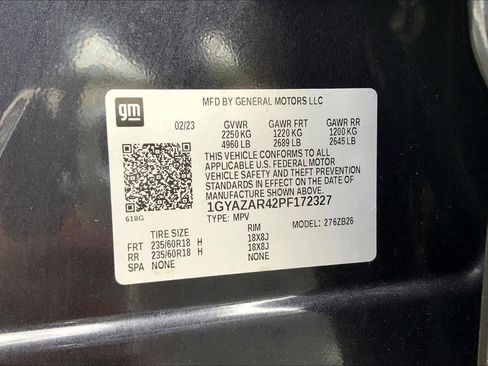 gm
MFD BY GENERAL MOTORS LLC
02/23 GVWR GAWR FRT GAWR RR
2250 KG 1220 KG 1200 KG
4960 LB 2689 LB 2645 LB
THIS VEHICLE CONFORMS TO ALL
APPLICABLE U.S. FEDERAL MOTOR
VEHICLE SAFETY AND THEFT PREVENTION
STANDARDS IN EFFECT ON THE DATE
OF MANUFACTURE SHOWN ABOVE.
1GYAZAR42PF172327
618G TYPE: MPV MODEL: 276ZB26
TIRE SIZE RIM
FRT 235/60R18 H 18X8J
RR 235/60R18 H 18X8J
SPA NONE NONE